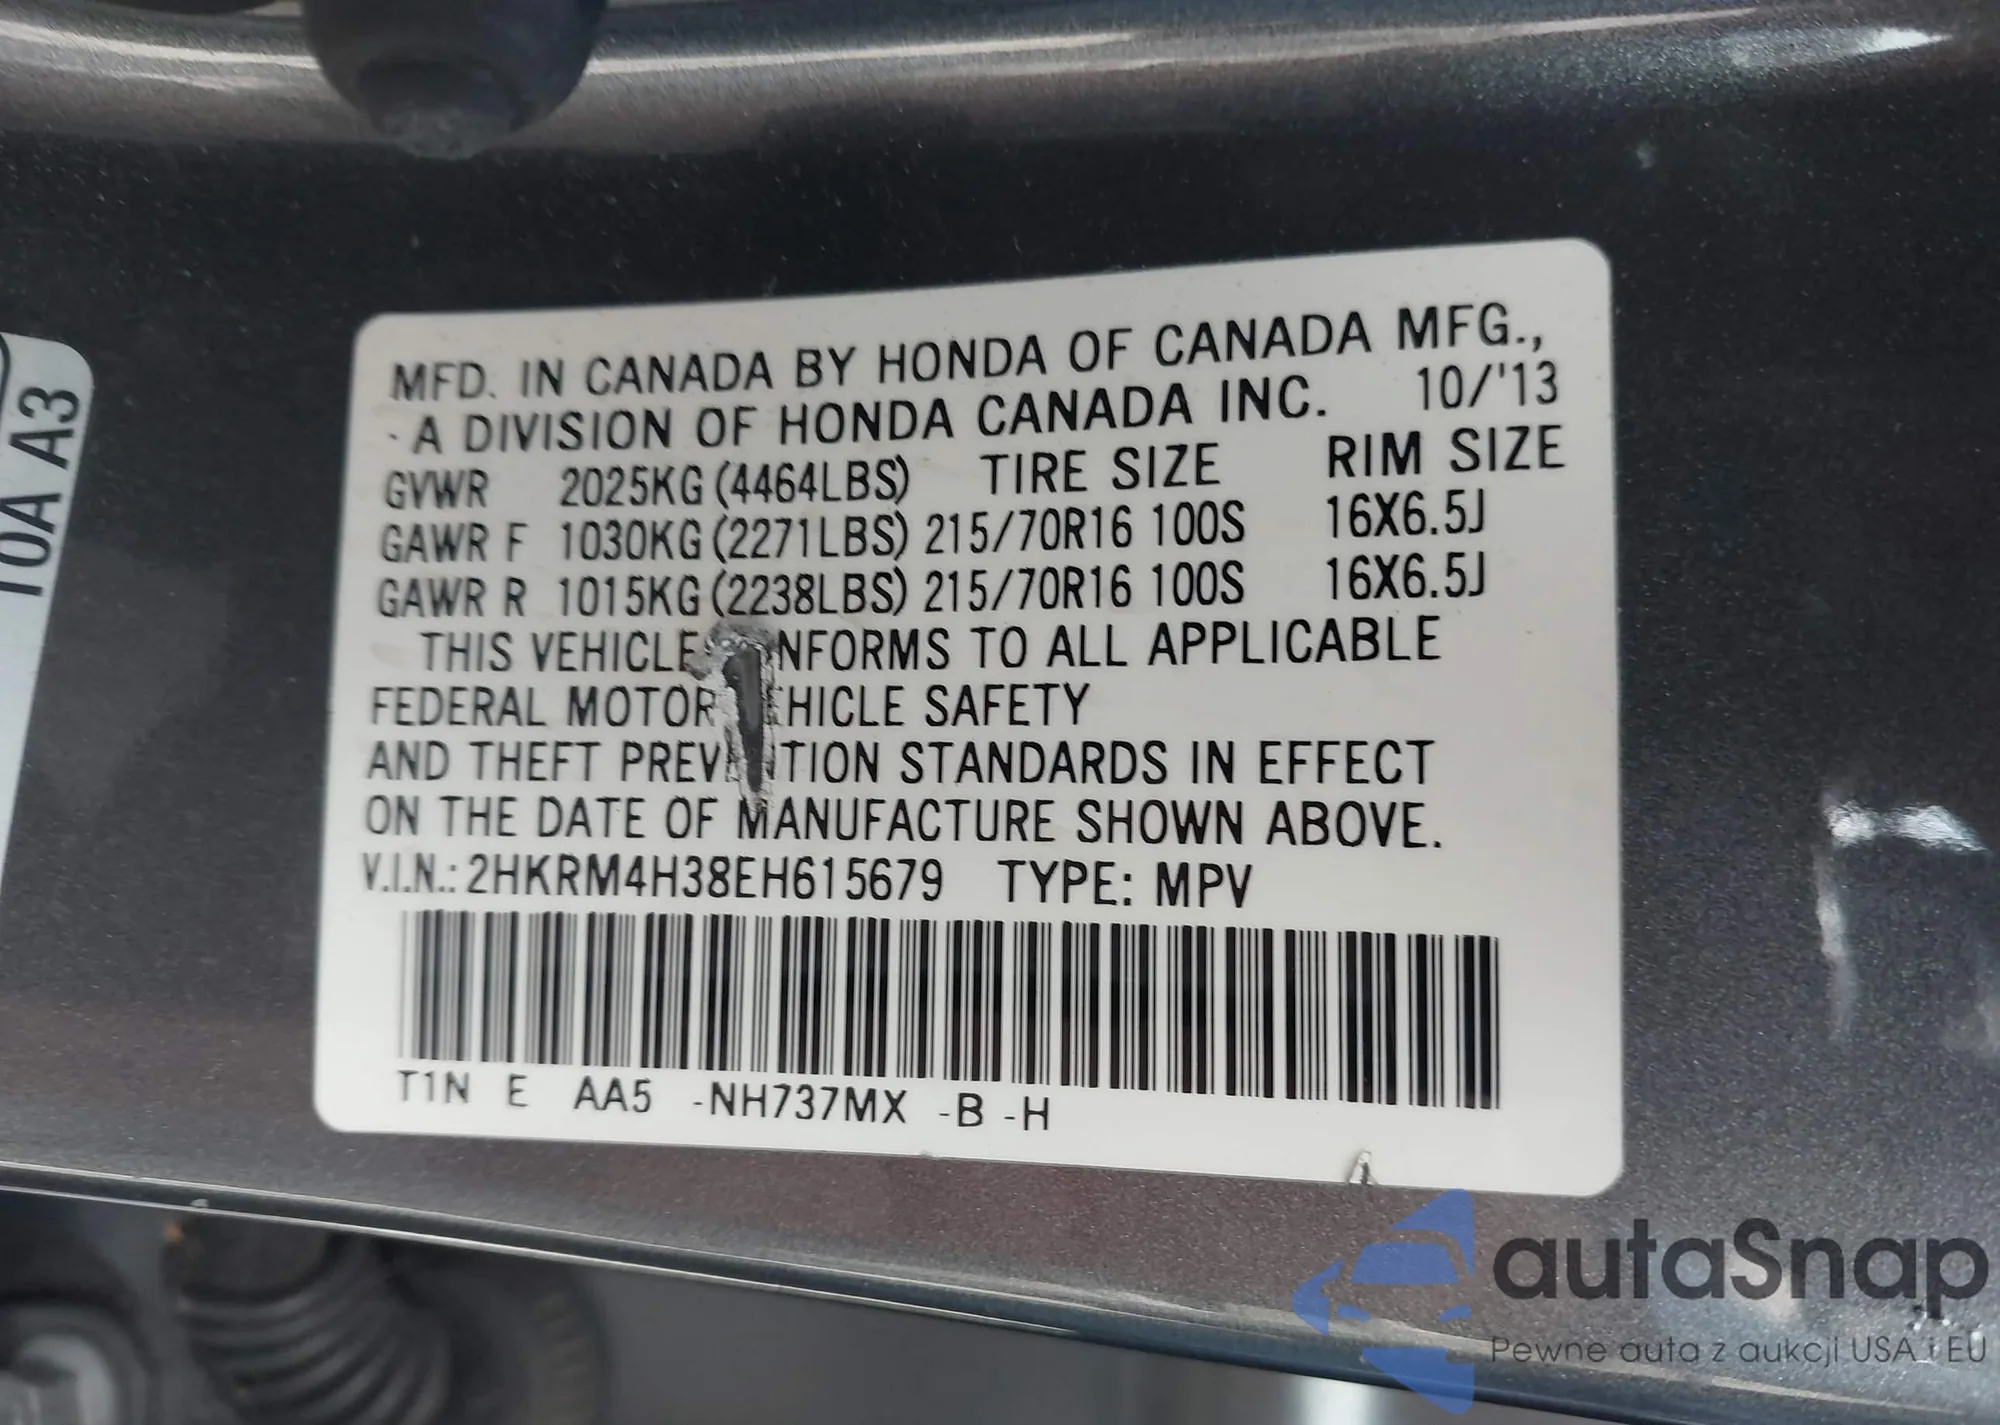 T0A A3
MFD. IN CANADA BY HONDA OF CANADA MFG.,
A DIVISION OF HONDA CANADA INC. 10/'13
GVWR 2025KG (4464LBS) TIRE SIZE RIM SIZE
GAWR F 1030KG (2271LBS) 215/70R16 100S 16X6.5J
GAWR R 1015KG (2238LBS) 215/70R16 100S 16X6.5J
THIS VEHICLE NFORMS TO ALL APPLICABLE
FEDERAL MOTOR HICLE SAFETY
AND THEFT PREV TION STANDARDS IN EFFECT
ON THE DATE OF MANUFACTURE SHOWN ABOVE.
V.I.N.: 2HKRM4H38EH615679 TYPE: MPV
T1N E AA5 -NH737MX -B -H
autaSnap
Pewne auta z aukcji USA i EU